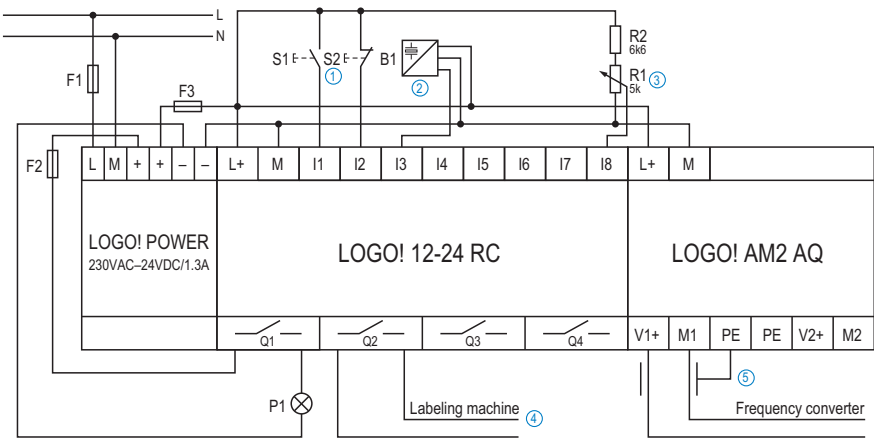 L
N
F1
F3
S1
S2
B1
R2
6k6
R1
5k
1
2
3
F2
L M + + – – L+ M I1 I2 I3 I4 I5 I6 I7 I8 L+ M
LOGO! POWER
230VAC–24VDC/1.3A
LOGO! 12-24 RC
LOGO! AM2 AQ
Q1 Q2 Q3 Q4 V1+ M1 PE PE V2+ M2
5
P1
Labeling machine 4
Frequency converter